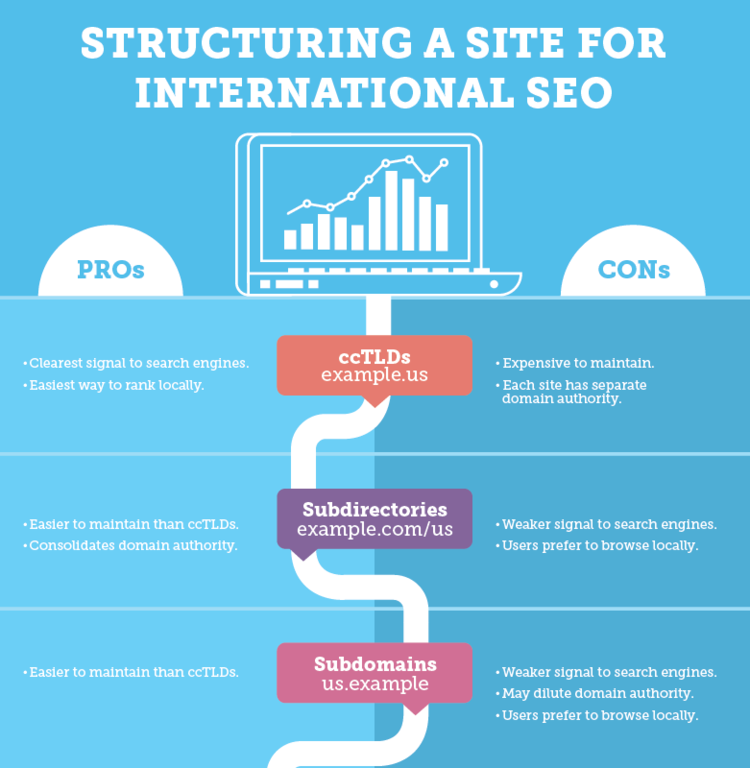 STRUCTURING A SITE FOR
INTERNATIONAL SEO
PROs
CONs
• Clearest signal to search engines.
• Easiest way to rank locally.
ccTLDs
example.us
• Expensive to maintain.
• Each site has separate
domain authority.
• Easier to maintain than ccTLDs.
• Consolidates domain authority.
Subdirectories
example.com/us
• Weaker signal to search engines.
• Users prefer to browse locally.
• Easier to maintain than ccTLDs.
Subdomains
us.example
• Weaker signal to search engines.
• May dilute domain authority.
• Users prefer to browse locally.